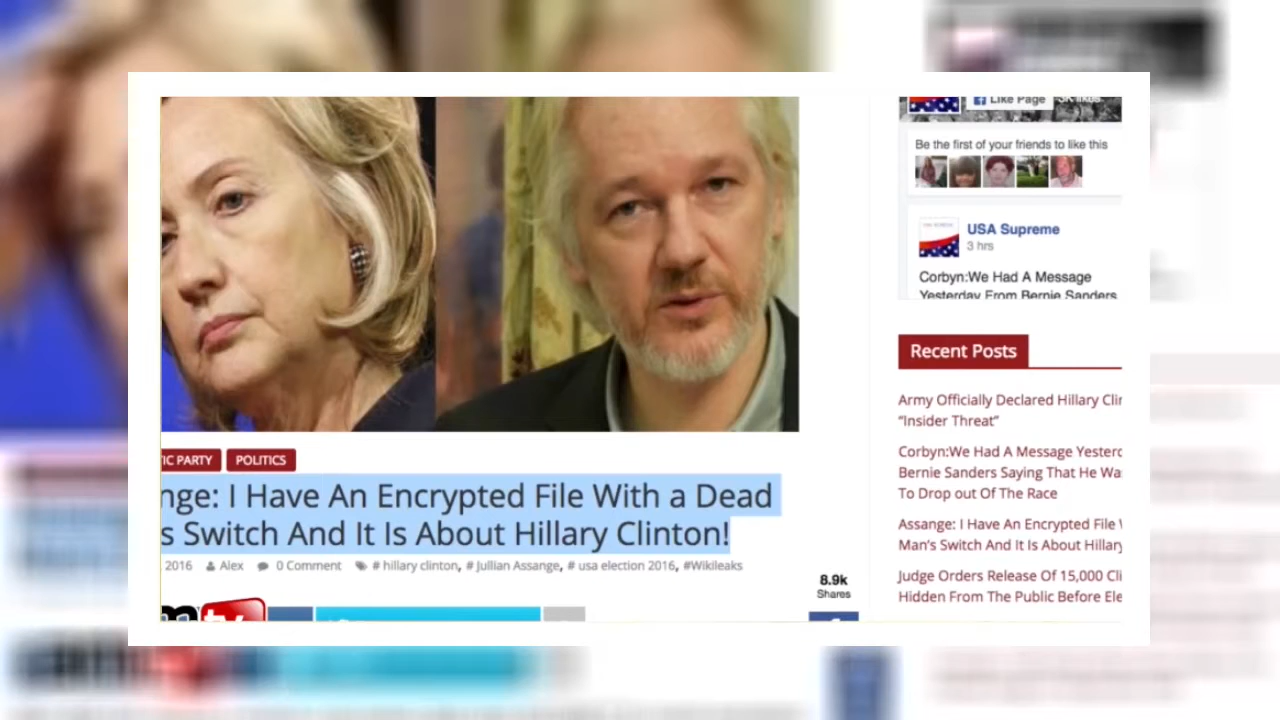 Like Page
5K likes
Be the first of your friends to like this
USA Supreme
3 hrs
Corbyn:We Had A Message
Yesterday From Bernie Sanders
Recent Posts
Army Officially Declared Hillary Clin
"Insider Threat"
Corbyn:We Had A Message Yesterd
Bernie Sanders Saying That He Was
To Drop out Of The Race
Assange: I Have An Encrypted File W
Man's Switch And It Is About Hillary
Judge Orders Release Of 15,000 Cli
Hidden From The Public Before Ele
IC PARTY
POLITICS
nge: I Have An Encrypted File With a Dead
s Switch And It Is About Hillary Clinton!
2016 Alex 0 Comment # hillary clinton, # Jullian Assange, # usa election 2016, #Wikileaks
8.9k
Shares
tv